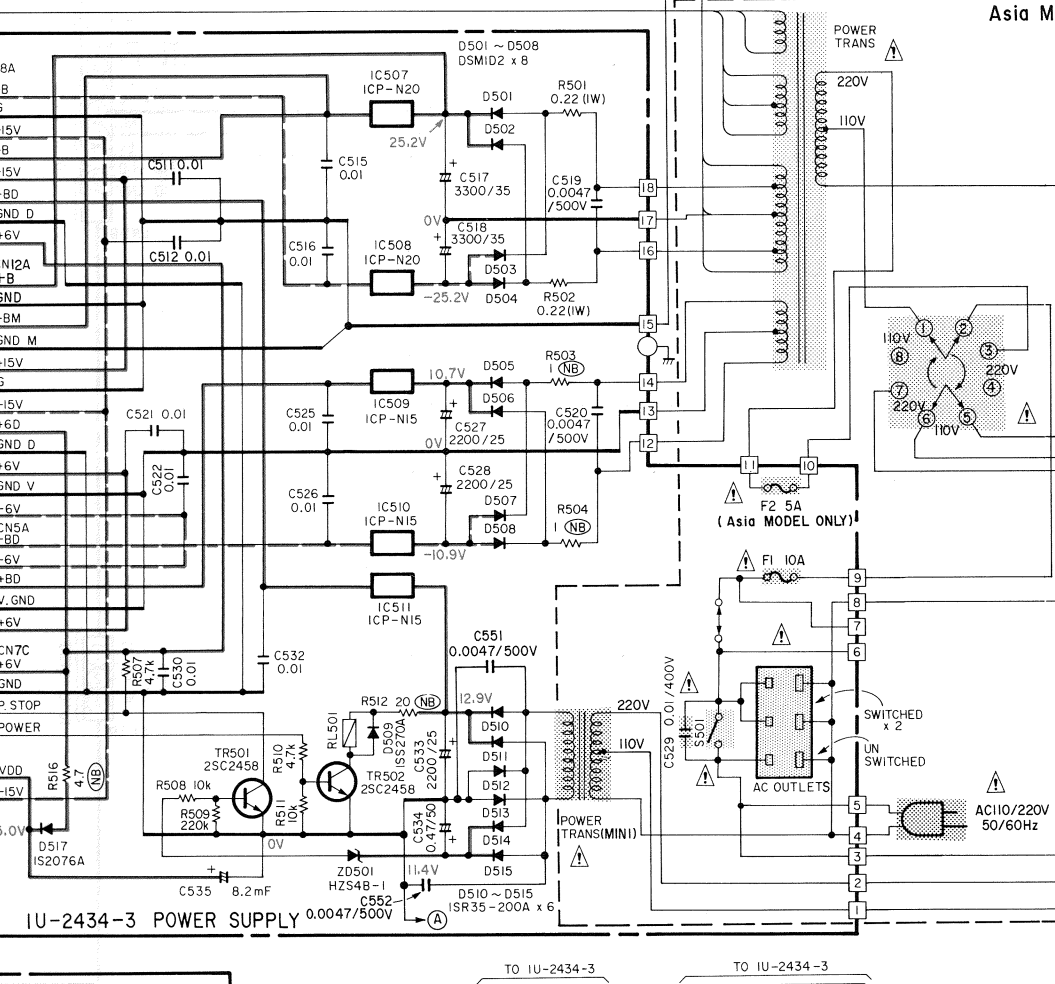 Asia M
POWER
TRANS
220V
110V
D501 ~ D508
DSMID2 x 8
IC507
ICP-N20
D501
D502
R501
0.22 (1W)
25.2V
C511 0.01
C515
0.01
C517
3300/35
C519
0.0047
/500V
18
0V
17
C518
3300/35
16
C512 0.01
C516
0.01
IC508
ICP-N20
D503
D504
-25.2V
R502
0.22(1W)
15
8A
B
G
-15V
-B
-15V
-BD
GND D
+6V
CN12A
+B
GND
-BM
GND M
-15V
G
-15V
+6D
GND D
+6V
GND V
-6V
CN5A
-BD
-6V
+BD
V.GND
+6V
CN7C
+6V
GND
P. STOP
POWER
VDD
-15V
110V
220V
220V
110V
1
2
3
4
5
6
7
8
10.7V
D505
D506
R503
1 NB
14
IC509
ICP-N15
C521 0.01
C525
0.01
C527
2200/25
C520
0.0047
/500V
13
0V
12
C522
0.01
C528
2200/25
C526
0.01
IC510
ICP-N15
D507
D508
R504
1 NB
-10.9V
11
10
F2 5A
(Asia MODEL ONLY)
F1 10A
9
8
7
6
IC511
ICP-N15
C551
0.0047/500V
R507
4.7k
C530
0.01
C532
0.01
R512 20 NB
12.9V
D510
D511
D512
D513
D514
D515
220V
110V
C529 0.01/400V
S501
SWITCHED
x 2
UN
SWITCHED
AC OUTLETS
RL501
D509
ISS270A
C533
2200/25
TR501
2SC2458
R510
4.7k
TR502
2SC2458
R516
4.7
NB
R508 10k
R509
220k
R511
10k
C534
0.47/50
POWER
TRANS(MINI)
5
4
3
2
1
AC110/220V
50/60Hz
D517
IS2076A
0V
ZD501
HZS4B-1
11.4V
C535
8.2mF
C552
0.0047/500V
D510 ~ D515
ISR35-200A x 6
A
1U-2434-3 POWER SUPPLY
TO 1U-2434-3
TO 1U-2434-3